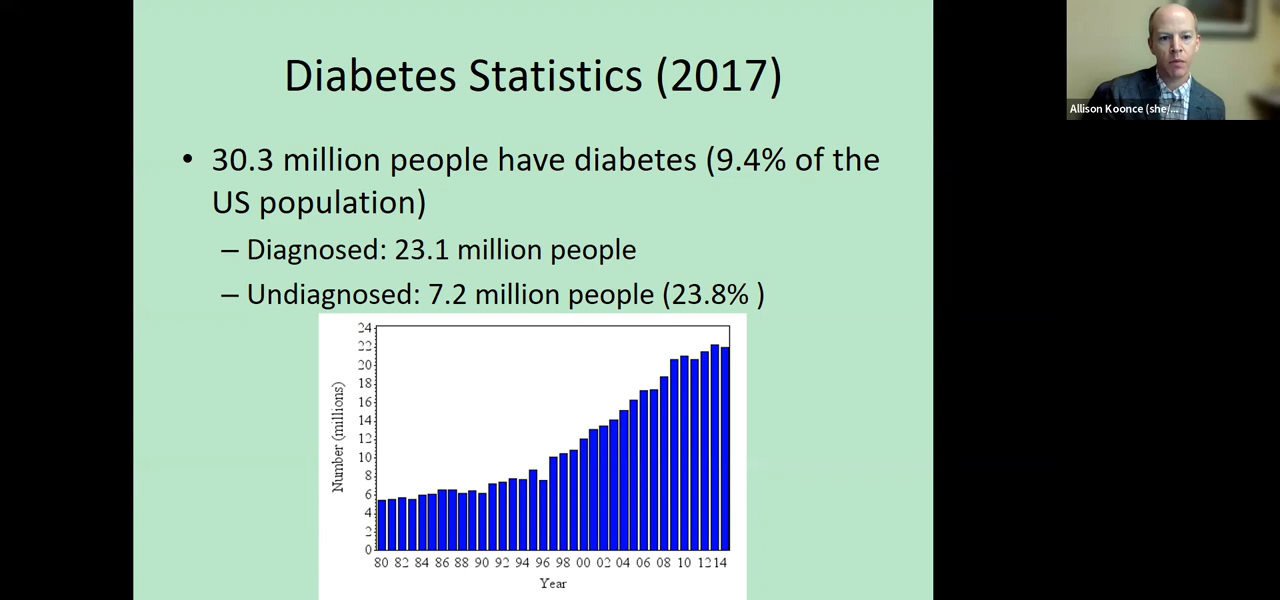 Diabetes Statistics (2017)
• 30.3 million people have diabetes (9.4% of the
US population)
– Diagnosed: 23.1 million people
– Undiagnosed: 7.2 million people (23.8% )
24
22
20
18
16
14
12
10
8
6
4
2
0
Number (millions)
80 82 84 86 88 90 92 94 96 98 00 02 04 06 08 10 12 14
Year
Allison Koonce (she/...